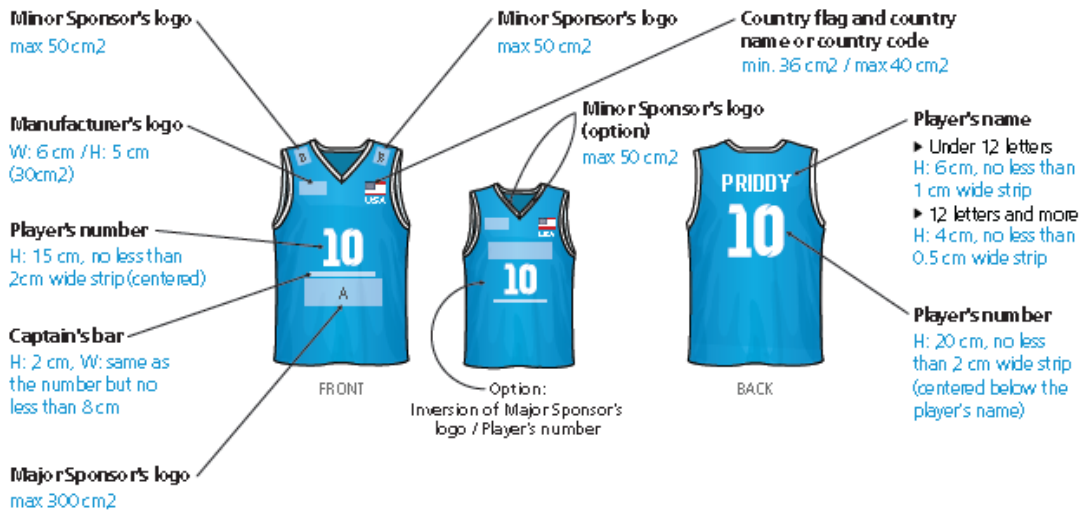 Minor Sponsor's logo
max 50 cm2
Minor Sponsor's logo
max 50 cm2
Country flag and country
name or country code
min. 36 cm2 / max 40 cm2
Manufacturer's logo
W: 6 cm / H: 5 cm
(30cm2)
Minor Sponsor's logo
(option)
max 50 cm2
Player's name
▸ Under 12 letters
H: 6 cm, no less than
1 cm wide strip
▸ 12 letters and more
H: 4 cm, no less than
0.5 cm wide strip
Player's number
H: 15 cm, no less than
2cm wide strip (centered)
Captain's bar
H: 2 cm, W: same as
the number but no
less than 8 cm
Major Sponsor's logo
max 300 cm2
B
B
USA
10
A
FRONT
USA
10
Option:
Inversion of Major Sponsor's
logo / Player's number
PRIDDY
10
BACK
Player's number
H: 20 cm, no less
than 2 cm wide strip
(centered below the
player's name)